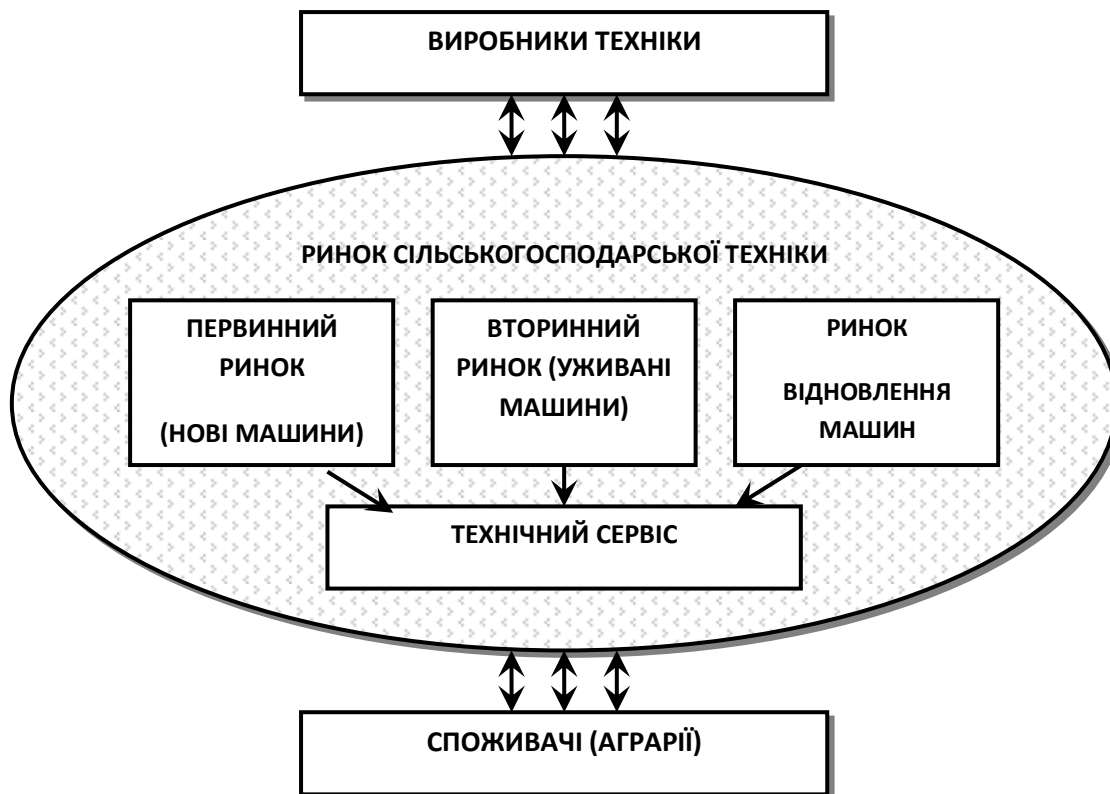 ВИРОБНИКИ ТЕХНІКИ
РИНОК СІЛЬСЬКОГОСПОДАРСЬКОЇ ТЕХНІКИ
ПЕРВИННИЙ
РИНОК
(НОВІ МАШИНИ)
ВТОРИННИЙ
РИНОК (УЖИВАНІ
МАШИНИ)
РИНОК
ВІДНОВЛЕННЯ
МАШИН
ТЕХНІЧНИЙ СЕРВІС
СПОЖИВАЧІ (АГРАРІЇ)